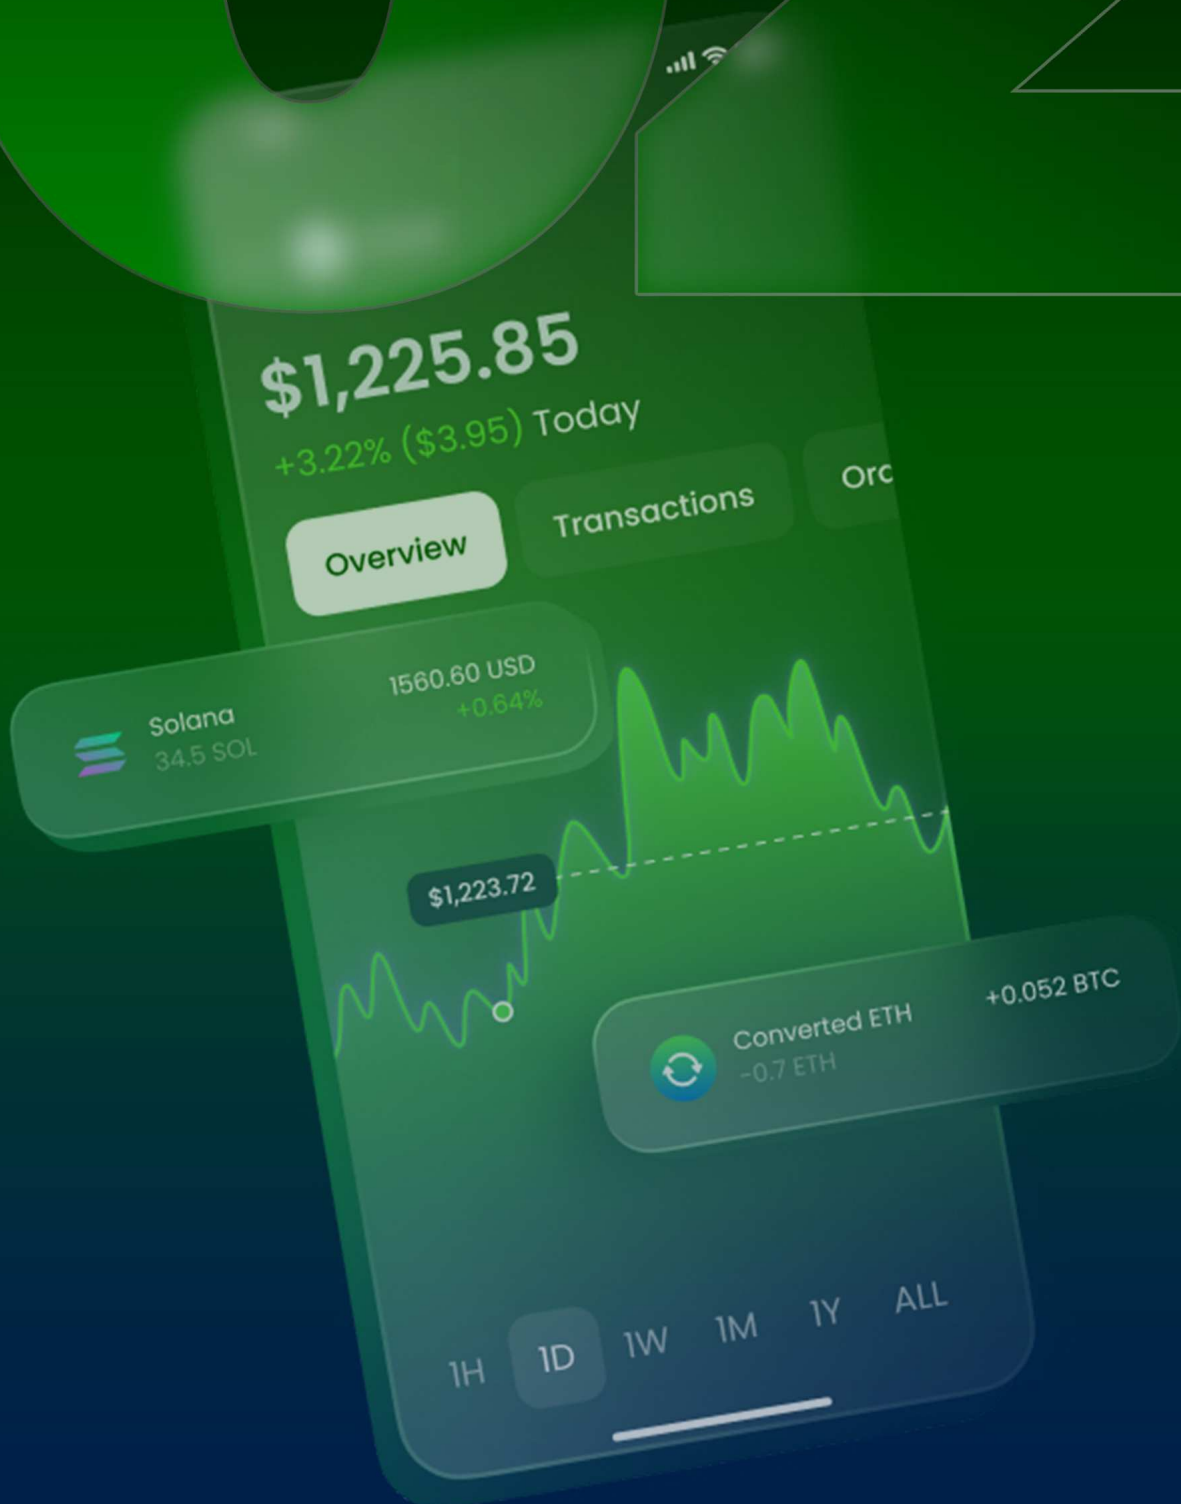 $1,225.85
+3.22% ($3.95) Today
Overview
Transactions
Orc
Solana
34.5 SOL
1560.60 USD
+0.64%
$1,223.72
Converted ETH
-0.7 ETH
+0.052 BTC
1H
1D
1W
1M
1Y
ALL